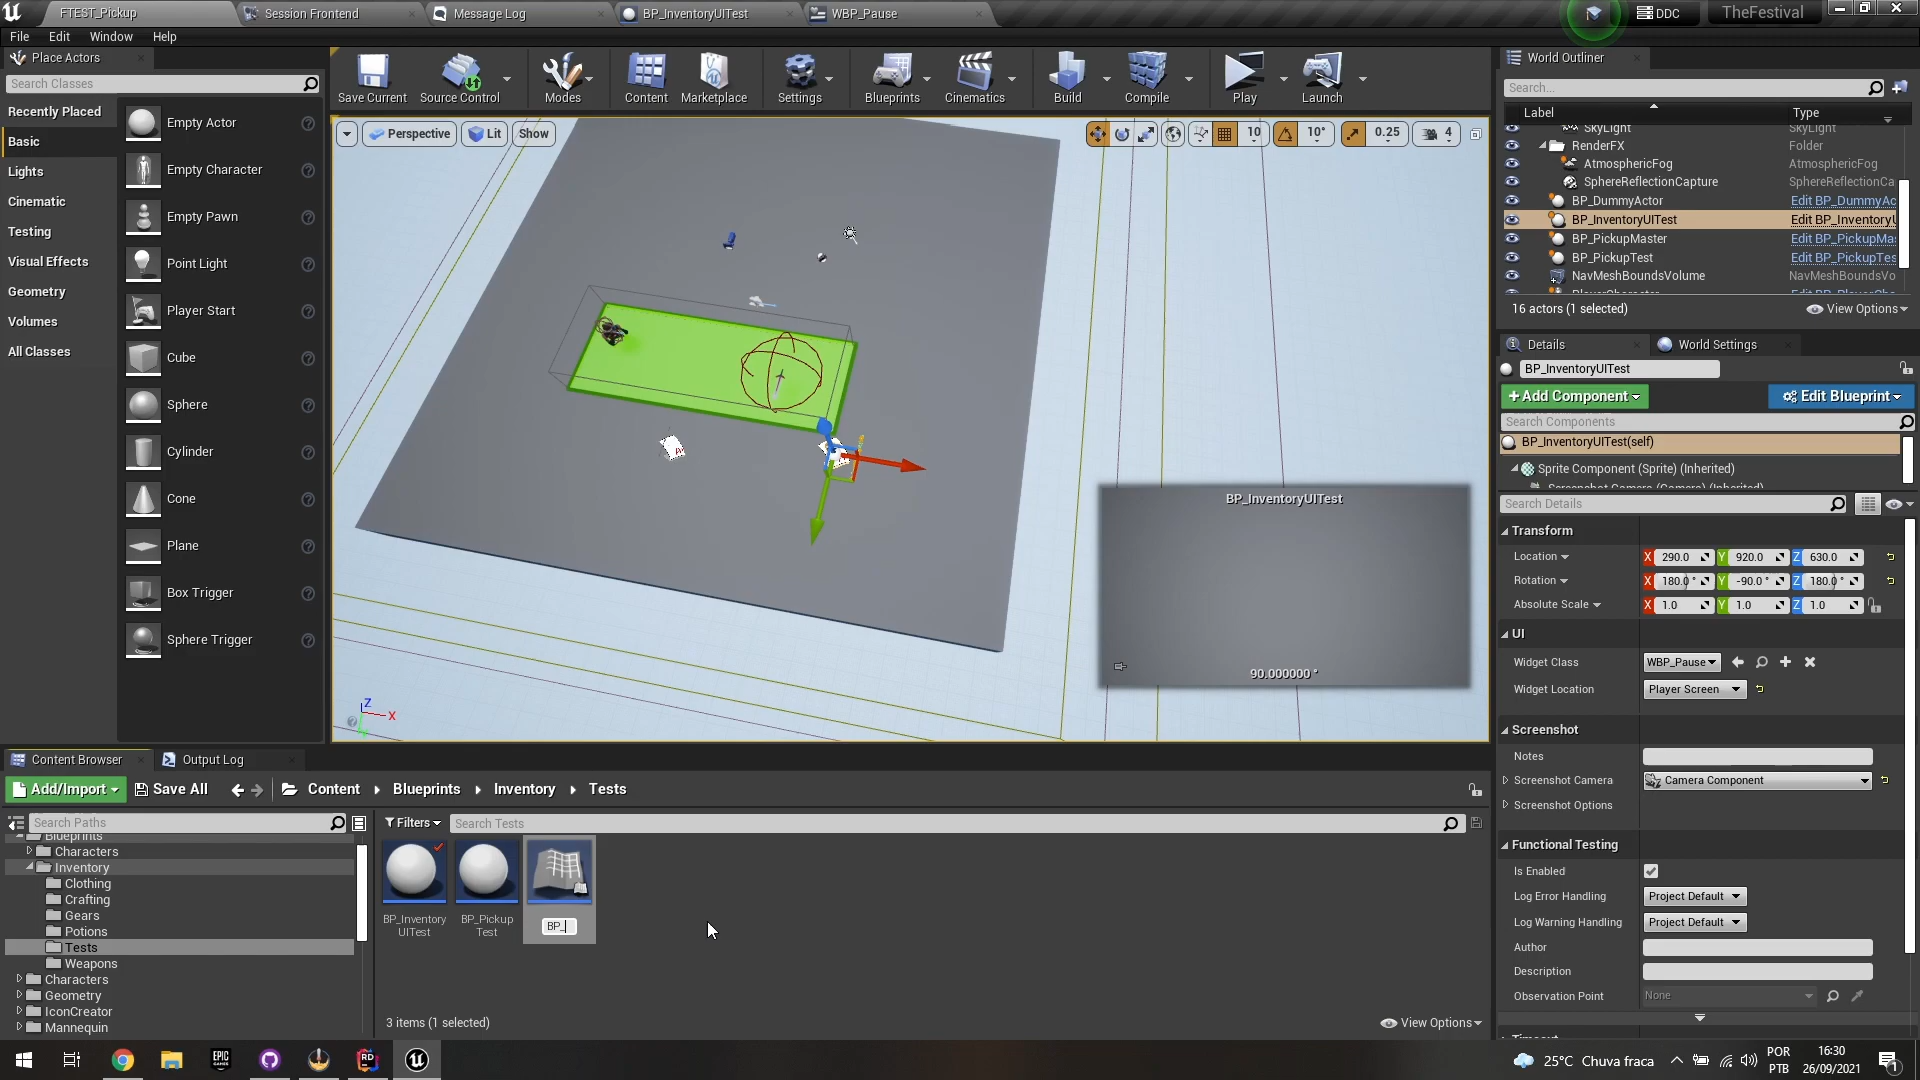 FTEST_Pickup
Session Frontend
Message Log
BP_InventoryUITest
WBP_Pause
DDC
TheFestival
File Edit Window Help
Place Actors
Search Classes
Recently Placed
Basic
Lights
Cinematic
Testing
Visual Effects
Geometry
Volumes
All Classes
Empty Actor
Empty Character
Empty Pawn
Point Light
Player Start
Cube
Sphere
Cylinder
Cone
Plane
Box Trigger
Sphere Trigger
Save Current
Source Control
Modes
Content
Marketplace
Settings
Blueprints
Cinematics
Build
Compile
Play
Launch
Perspective
Lit
Show
10
10°
0.25
4
BP_InventoryUITest
90.000000 °
Z
X
World Outliner
Search...
Label Type
SkyLight SkyLight
RenderFX Folder
AtmosphericFog AtmosphericFog
SphereReflectionCapture SphereReflectionCa
BP_DummyActor Edit BP_DummyAc
BP_InventoryUITest Edit BP_InventoryU
BP_PickupMaster Edit BP_PickupMa
BP_PickupTest Edit BP_PickupTes
NavMeshBoundsVolume NavMeshBoundsVo
16 actors (1 selected)
View Options
Details
World Settings
BP_InventoryUITest
+Add Component
Edit Blueprint
Search Components
BP_InventoryUITest(self)
Sprite Component (Sprite) (Inherited)
Screenshot Camera (Camera) (Inherited)
Search Details
Transform
Location X 290.0 Y 920.0 Z 630.0
Rotation X 180.0 ° Y -90.0 ° Z 180.0 °
Absolute Scale X 1.0 Y 1.0 Z 1.0
UI
Widget Class WBP_Pause
Widget Location Player Screen
Screenshot
Notes
Screenshot Camera Camera Component
Screenshot Options
Functional Testing
Is Enabled
Log Error Handling Project Default
Log Warning Handling Project Default
Author
Description
Observation Point None
Content Browser
Output Log
Add/Import
Save All
Content
Blueprints
Inventory
Tests
Search Paths
Filters
Search Tests
Blueprints
Characters
Inventory
Clothing
Crafting
Gears
Potions
Tests
Weapons
Characters
Geometry
IconCreator
Mannequin
BP_Inventory
UITest
BP_Pickup
Test
BP_
3 items (1 selected)
View Options
EPIC
GAMES
RD
25°C Chuva fraca
POR
PTB
16:30
26/09/2021
1